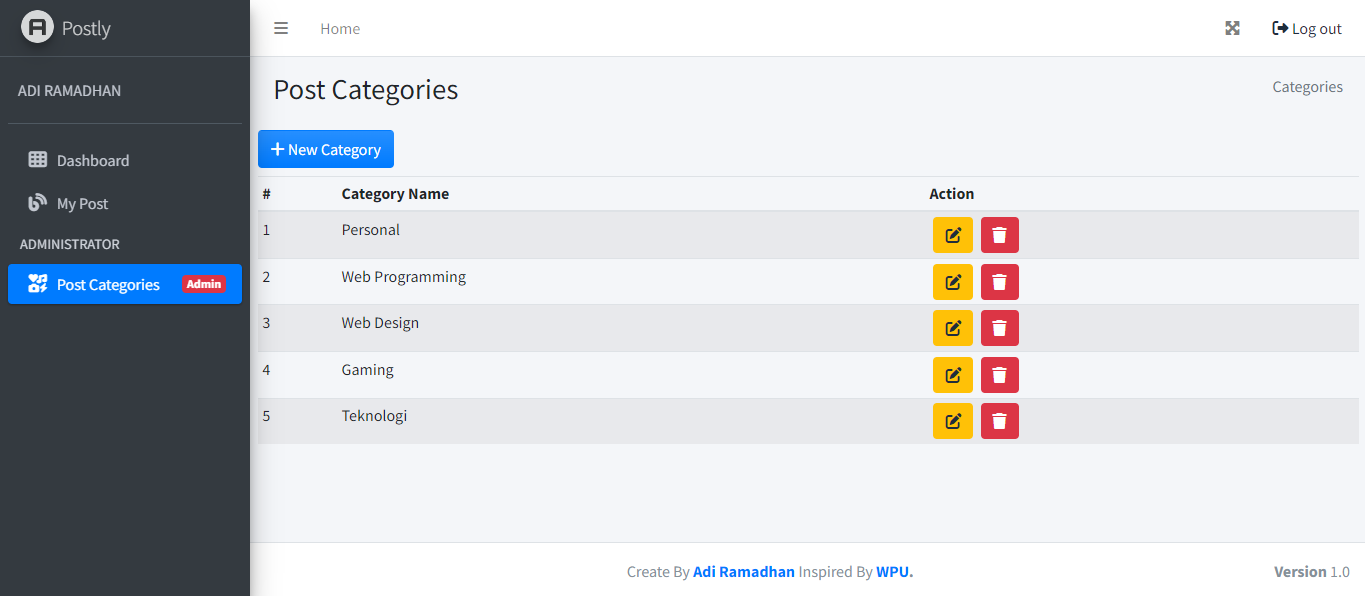 Postly
Home
Log out
ADI RAMADHAN
Post Categories
Categories
Dashboard
My Post
ADMINISTRATOR
Post Categories Admin
New Category
# Category Name Action
1 Personal
2 Web Programming
3 Web Design
4 Gaming
5 Teknologi
Create By Adi Ramadhan Inspired By WPU.
Version 1.0